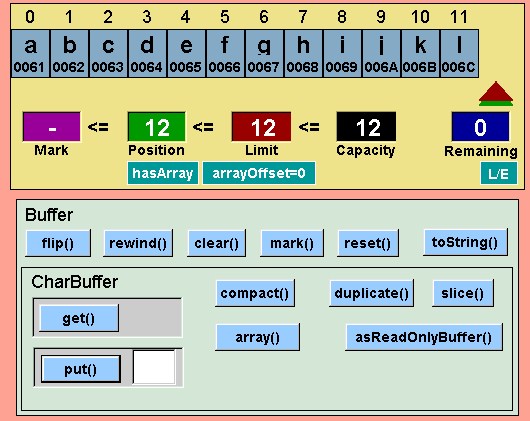 0 1 2 3 4 5 6 7 8 9 10 11
a b c d e f g h i j k l
0061 0062 0063 0064 0065 0066 0067 0068 0069 006A 006B 006C
- <= 12 <= 12 <= 12 0
Mark Position Limit Capacity Remaining
hasArray arrayOffset=0 L/E
Buffer
flip() rewind() clear() mark() reset() toString()
CharBuffer
compact() duplicate() slice()
get()
array() asReadOnlyBuffer()
put()